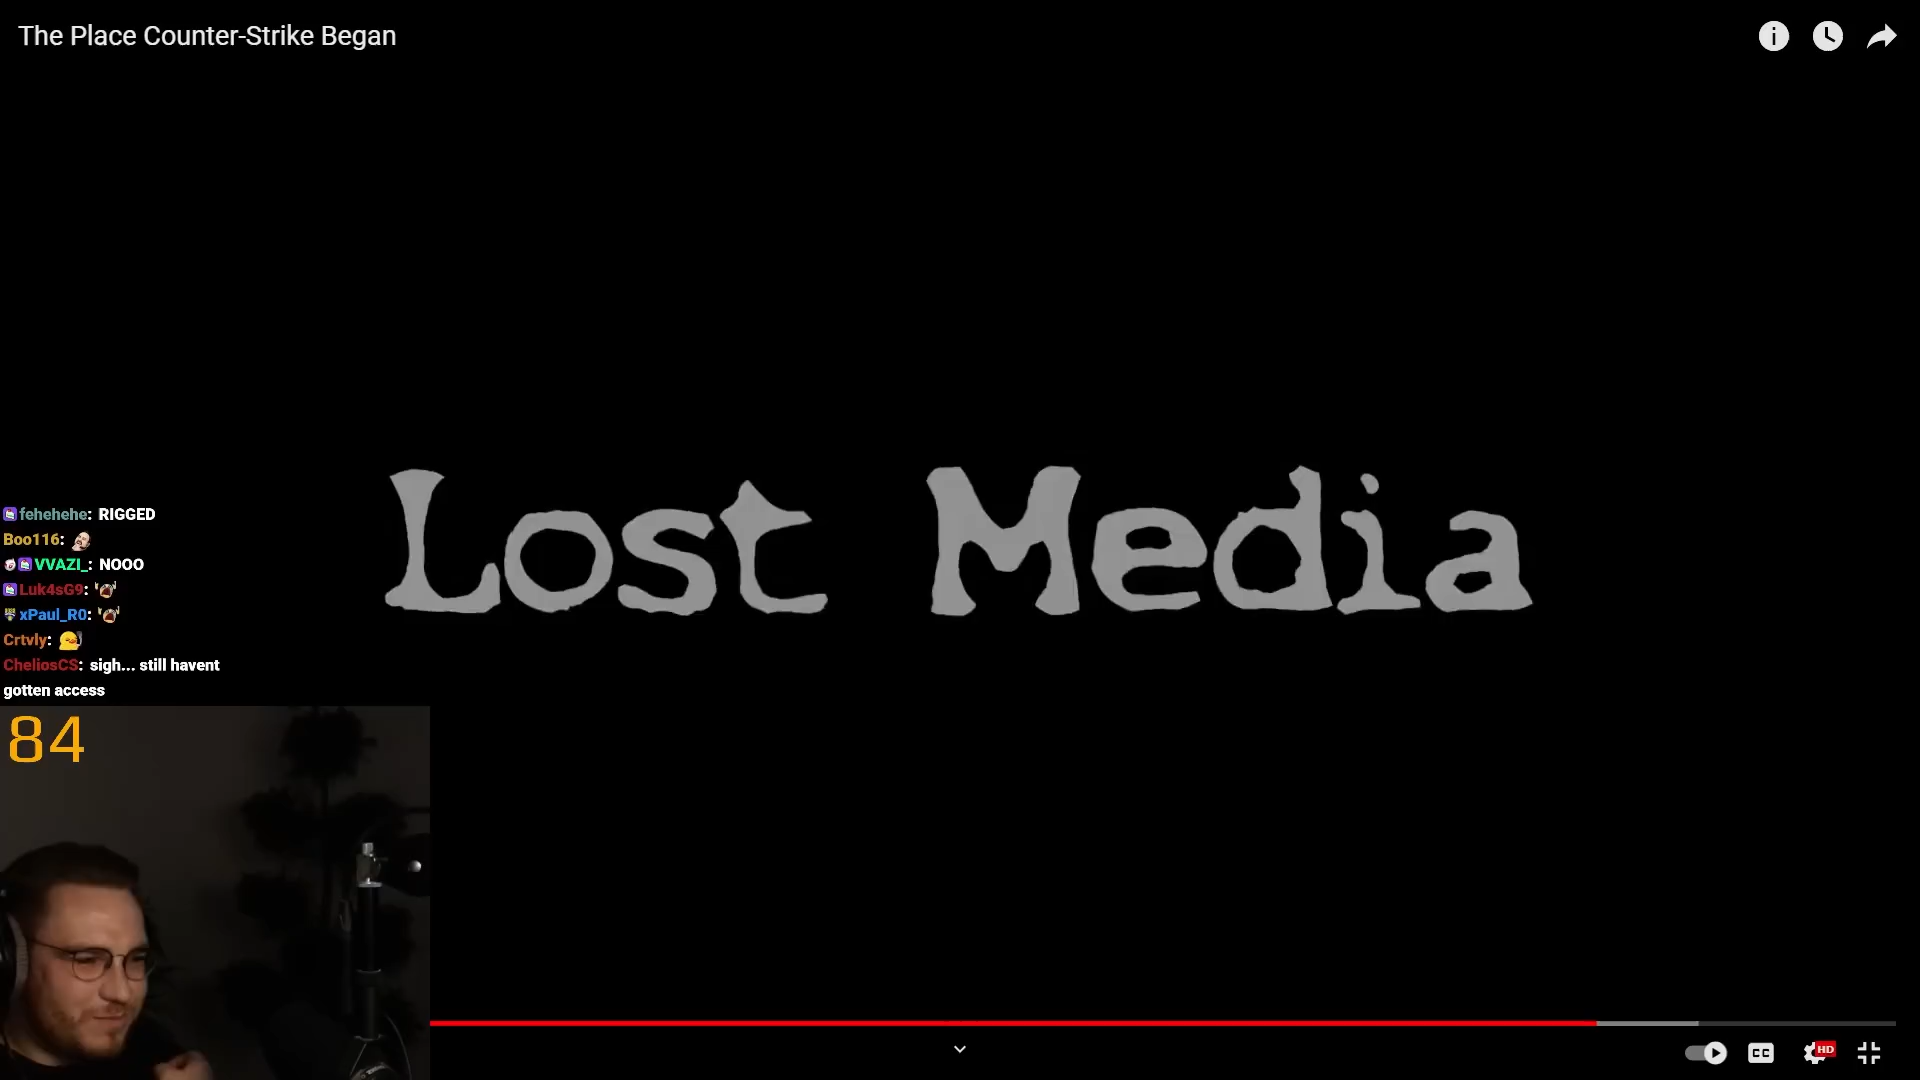 The Place Counter-Strike Began
Lost Media
fehehehe: RIGGED
Boo116:
VVAZI_: NOOO
Luk4sG9:
xPaul_R0:
Crtvly:
CheliosCS: sigh... still havent
gotten access
84
CC
HD